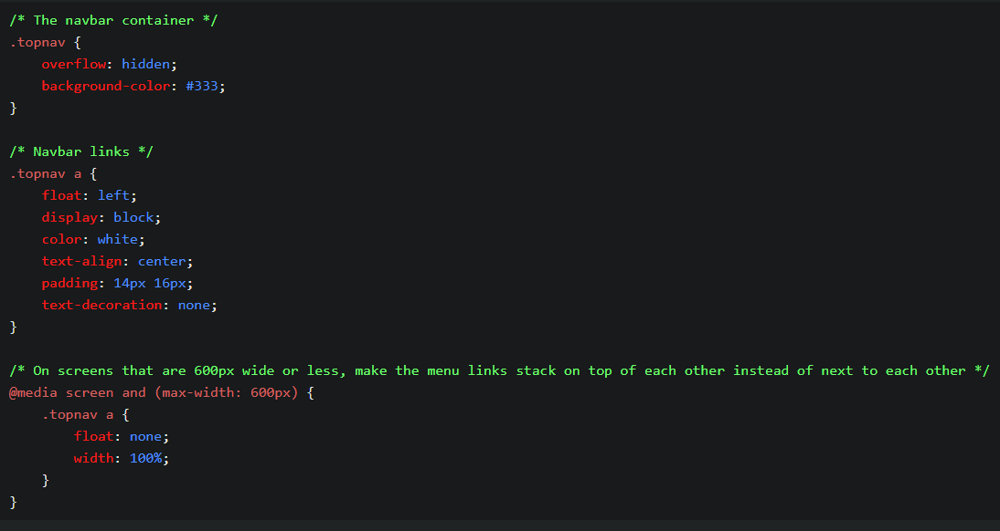 /* The navbar container */
.topnav {
    overflow: hidden;
    background-color: #333;
}

/* Navbar links */
.topnav a {
    float: left;
    display: block;
    color: white;
    text-align: center;
    padding: 14px 16px;
    text-decoration: none;
}

/* On screens that are 600px wide or less, make the menu links stack on top of each other instead of next to each other */
@media screen and (max-width: 600px) {
    .topnav a {
        float: none;
        width: 100%;
    }
}